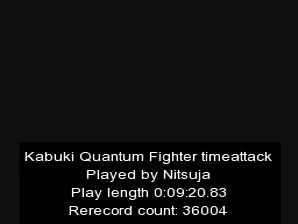 Kabuki Quantum Fighter timeattack
Played by Nitsuja
Play length 0:09:20.83
Rerecord count: 36004